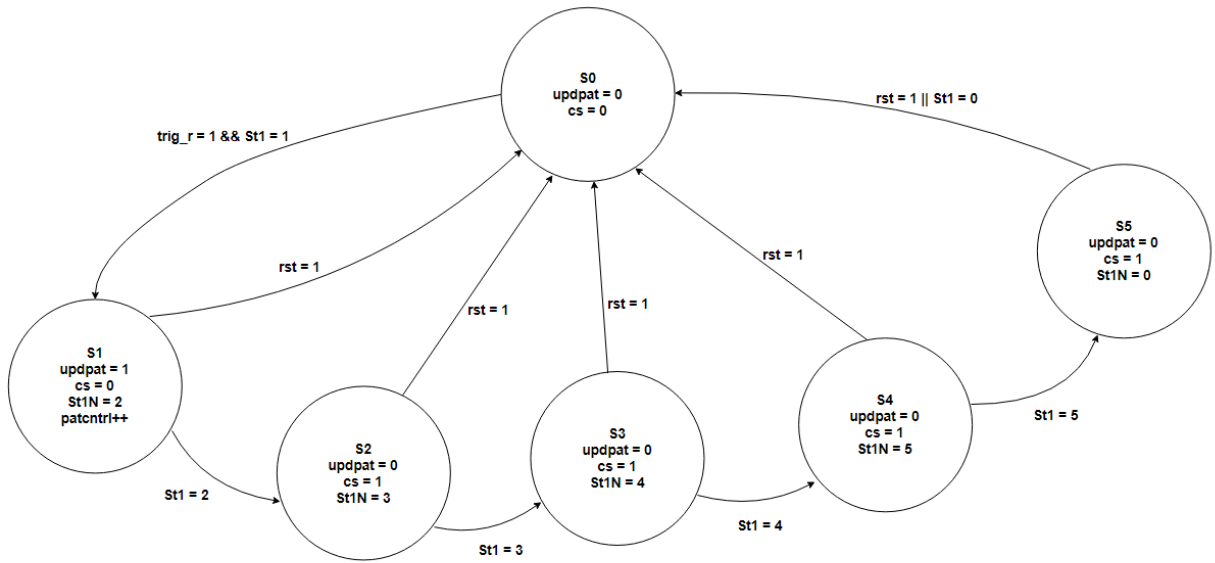 S0
updpat = 0
cs = 0
rst = 1 || St1 = 0
trig_r = 1 && St1 = 1
S5
updpat = 0
cs = 1
St1N = 0
rst = 1
rst = 1
rst = 1
rst = 1
S1
updpat = 1
cs = 0
St1N = 2
patcntrl++
S2
updpat = 0
cs = 1
St1N = 3
S3
updpat = 0
cs = 1
St1N = 4
S4
updpat = 0
cs = 1
St1N = 5
St1 = 2
St1 = 3
St1 = 4
St1 = 5